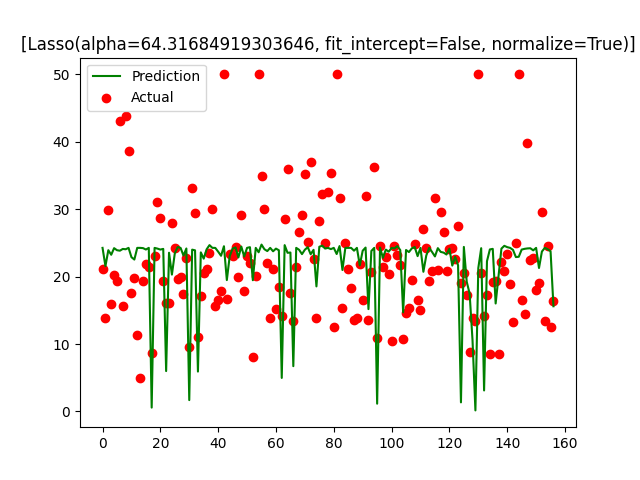 [Lasso(alpha=64.31684919303646, fit_intercept=False, normalize=True)]
Prediction
Actual
50
40
30
20
10
0
0 20 40 60 80 100 120 140 160